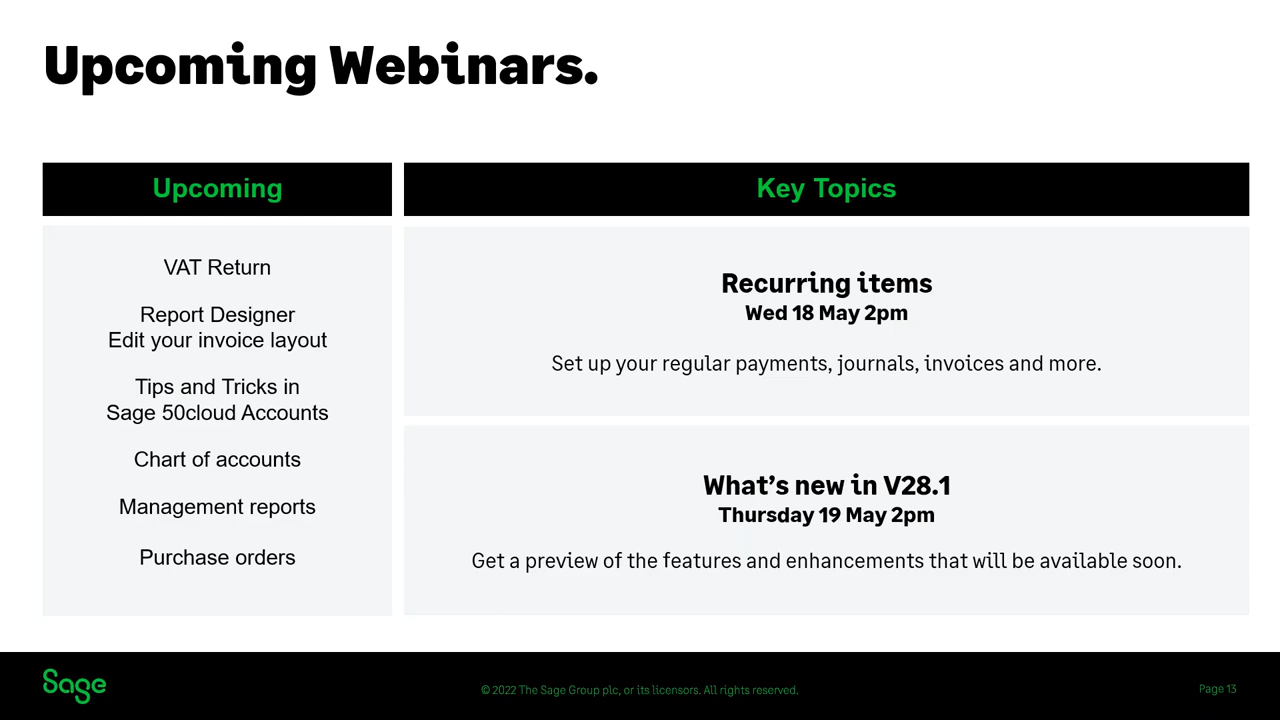 Upcoming Webinars.
Upcoming
Key Topics
VAT Return
Report Designer
Edit your invoice layout
Tips and Tricks in
Sage 50cloud Accounts
Chart of accounts
Management reports
Purchase orders
Recurring items
Wed 18 May 2pm
Set up your regular payments, journals, invoices and more.
What’s new in V28.1
Thursday 19 May 2pm
Get a preview of the features and enhancements that will be available soon.
Sage
© 2022 The Sage Group plc, or its licensors. All rights reserved.
Page 13